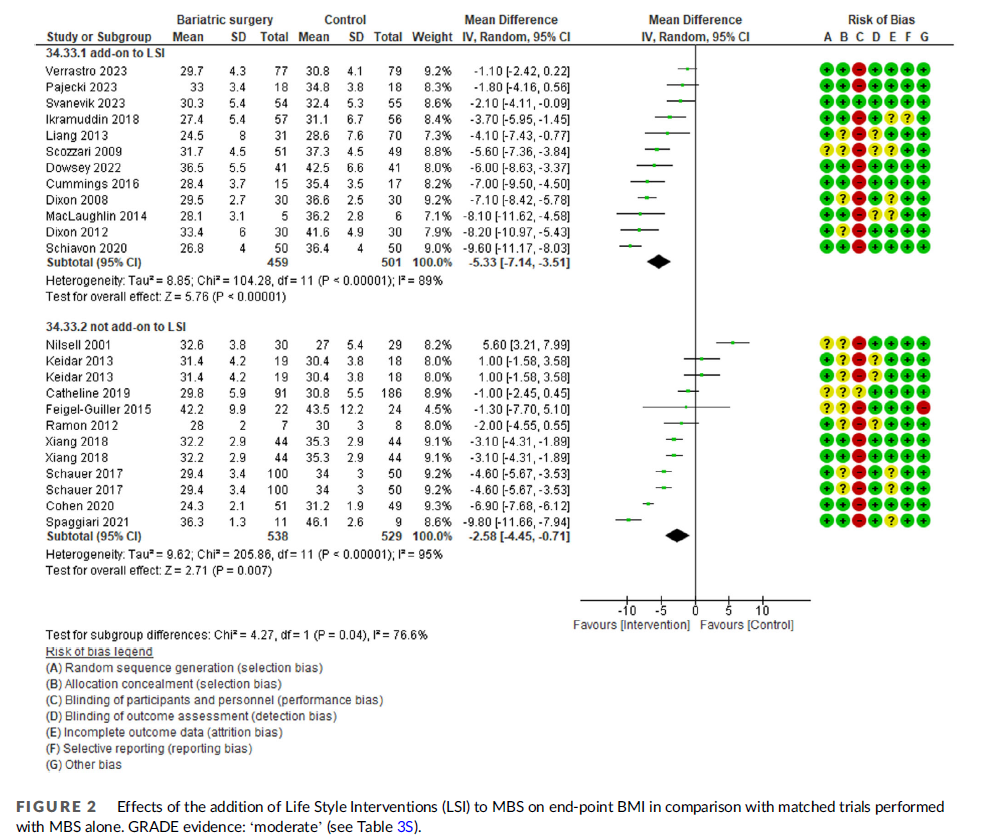 Bariatric surgery Control Mean Difference Mean Difference Risk of Bias
Study or Subgroup Mean SD Total Mean SD Total Weight IV, Random, 95% CI IV, Random, 95% CI A B C D E F G
34.33.1 add-on to LSI
Verrastro 2023 29.7 4.3 77 30.8 4.1 79 9.2% -1.10 [-2.42, 0.22] + + - + + + +
Pajecki 2023 33 3.4 18 34.8 3.8 18 8.4% -1.80 [-4.16, 0.56] + + - + + + +
Svanevik 2023 30.3 5.4 54 32.4 5.3 55 8.7% -2.10 [-4.11, -0.09] + + + + + + +
Ikramuddin 2018 27.4 5.4 57 31.1 6.7 56 8.5% -3.70 [-5.95, -1.45] + + - + ? ? +
Liang 2013 24.5 8 31 28.6 7.6 70 7.3% -4.10 [-7.43, -0.77] + ? - ? + + +
Scozzari 2009 31.7 4.5 51 37.3 4.5 49 8.9% -5.60 [-7.36, -3.84] ? ? - ? ? + +
Dowsey 2022 36.5 5.5 41 42.5 6.6 41 8.1% -6.00 [-8.63, -3.37] + + - + + + +
Cummings 2016 28.4 3.7 15 35.4 3.5 17 8.2% -7.00 [-9.50, -4.50] + + - + + + +
Dixon 2008 29.5 2.7 30 36.6 2.5 30 9.2% -7.10 [-8.42, -5.78] + ? - + ? + +
MacLaughlin 2014 28.1 3.1 5 36.2 2.8 6 7.1% -8.10 [-11.62, -4.58] + + - ? ? + +
Dixon 2012 33.4 6 30 41.6 4.9 30 7.9% -8.20 [-10.97, -5.43] + ? - + + + +
Schiavon 2020 26.8 4 50 36.4 4 50 9.0% -9.60 [-11.17, -8.03] + + - + + + +
Subtotal (95% CI) 459 501 100.0% -5.33 [-7.14, -3.51]
Heterogeneity: Tau² = 8.85; Chi² = 104.28, df = 11 (P < 0.00001); I² = 89%
Test for overall effect: Z = 5.76 (P < 0.00001)
34.33.2 not add-on to LSI
Nilsell 2001 32.6 3.8 30 27 5.4 29 8.2% 5.60 [3.21, 7.99] ? ? - + + + +
Keidar 2013 31.4 4.2 19 30.4 3.8 18 8.0% 1.00 [-1.58, 3.58] + ? - ? + + +
Keidar 2013 31.4 4.2 19 30.4 3.8 18 8.0% 1.00 [-1.58, 3.58] + ? - ? + + +
Catheline 2019 29.8 5.9 91 30.8 5.5 186 8.9% -1.00 [-2.45, 0.45] ? ? ? + + + +
Feigel-Guiller 2015 42.2 9.9 22 43.5 12.2 24 4.5% -1.30 [-7.70, 5.10] ? ? - + + + -
Ramon 2012 28 2 7 30 3 8 8.0% -2.00 [-4.55, 0.55] + ? - ? + + +
Xiang 2018 32.2 2.9 44 35.3 2.9 44 9.1% -3.10 [-4.31, -1.89] + + - + + + +
Xiang 2018 32.2 2.9 44 35.3 2.9 44 9.1% -3.10 [-4.31, -1.89] + + - + + + +
Schauer 2017 29.4 3.4 100 34 3 50 9.2% -4.60 [-5.67, -3.53] + ? - + ? + +
Schauer 2017 29.4 3.4 100 34 3 50 9.2% -4.60 [-5.67, -3.53] + ? - + ? + +
Cohen 2020 24.3 2.1 51 31.2 1.9 49 9.3% -6.90 [-7.68, -6.12] + + - + + + +
Spaggiari 2021 36.3 1.3 11 46.1 2.6 9 8.6% -9.80 [-11.66, -7.94] + + - + ? + +
Subtotal (95% CI) 538 529 100.0% -2.58 [-4.45, -0.71]
Heterogeneity: Tau² = 9.62; Chi² = 205.86, df = 11 (P < 0.00001); I² = 95%
Test for overall effect: Z = 2.71 (P = 0.007)
-10 -5 0 5 10
Favours [Intervention] Favours [Control]
Test for subgroup differences: Chi² = 4.27, df = 1 (P = 0.04), I² = 76.6%
Risk of bias legend
(A) Random sequence generation (selection bias)
(B) Allocation concealment (selection bias)
(C) Blinding of participants and personnel (performance bias)
(D) Blinding of outcome assessment (detection bias)
(E) Incomplete outcome data (attrition bias)
(F) Selective reporting (reporting bias)
(G) Other bias
FIGURE 2 Effects of the addition of Life Style Interventions (LSI) to MBS on end-point BMI in comparison with matched trials performed
with MBS alone. GRADE evidence: ‘moderate’ (see Table 3S).